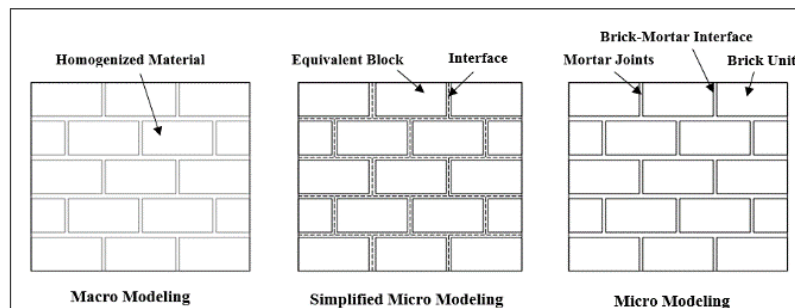 Homogenized Material
Equivalent Block
Interface
Brick-Mortar Interface
Mortar Joints
Brick Unit
Macro Modeling
Simplified Micro Modeling
Micro Modeling